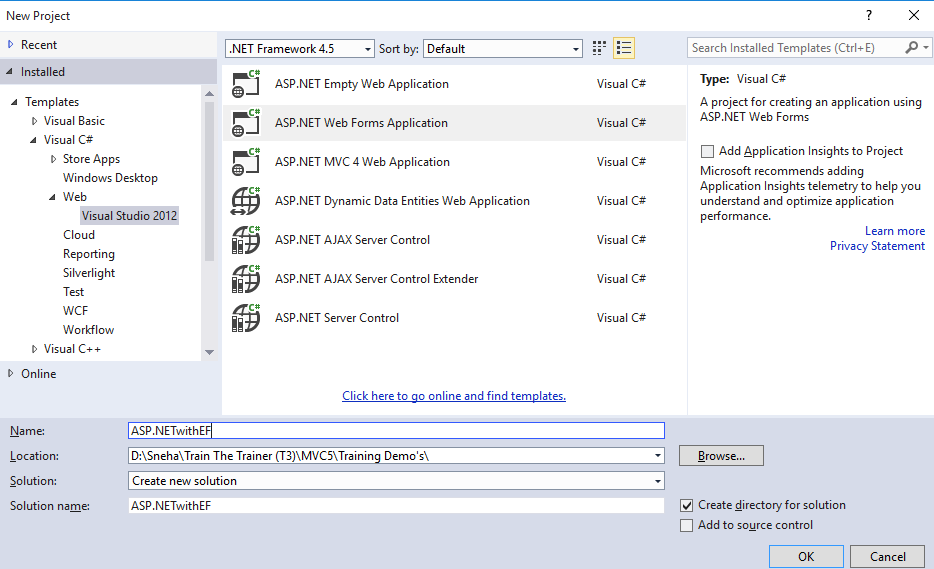 New Project
?
Recent
Installed
Templates
Visual Basic
Visual C#
Store Apps
Windows Desktop
Web
Visual Studio 2012
Cloud
Reporting
Silverlight
Test
WCF
Workflow
Visual C++
Online
.NET Framework 4.5 Sort by: Default
C# ASP.NET Empty Web Application Visual C#
C# ASP.NET Web Forms Application Visual C#
C# ASP.NET MVC 4 Web Application Visual C#
C# ASP.NET Dynamic Data Entities Web Application Visual C#
C# ASP.NET AJAX Server Control Visual C#
C# ASP.NET AJAX Server Control Extender Visual C#
C# ASP.NET Server Control Visual C#
Click here to go online and find templates.
Search Installed Templates (Ctrl+E)
Type: Visual C#
A project for creating an application using
ASP.NET Web Forms
Add Application Insights to Project
Microsoft recommends adding
Application Insights telemetry to help you
understand and optimize application
performance.
Learn more
Privacy Statement
Name: ASP.NETwithEF
Location: D:\Sneha\Train The Trainer (T3)\MVC5\Training Demo's\ Browse...
Solution: Create new solution
Solution name: ASP.NETwithEF
Create directory for solution
Add to source control
OK Cancel